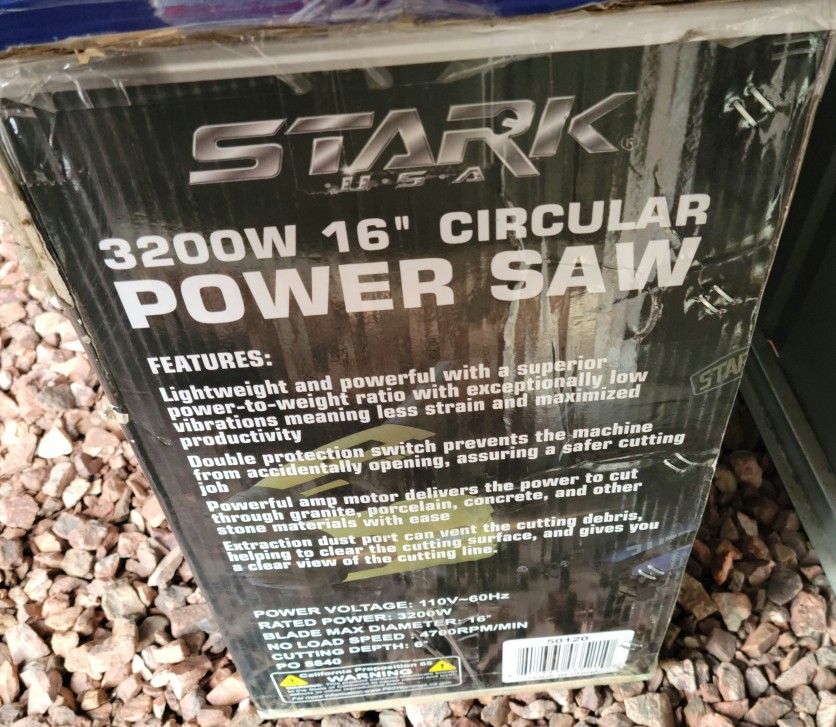 STARK
U·S·A
3200W 16" CIRCULAR
POWER SAW
FEATURES:
Lightweight and powerful with a superior
power-to-weight ratio with exceptionally low
vibrations meaning less strain and maximized
productivity
Double protection switch prevents the machine
from accidentally opening, assuring a safer cutting
job
Powerful amp motor delivers the power to cut
through granite, porcelain, concrete, and other
stone materials with ease
Extraction dust port can vent the cutting debris,
helping to clear the cutting surface, and gives you
a clear view of the cutting line.
STAR
POWER VOLTAGE: 110V~60Hz
RATED POWER: 3200W
BLADE MAX DIAMETER: 16"
NO LOAD SPEED : 4700RPM/MIN
CUTTING DEPTH: 6"
PO 8840
California Proposition 65
WARNING
50120